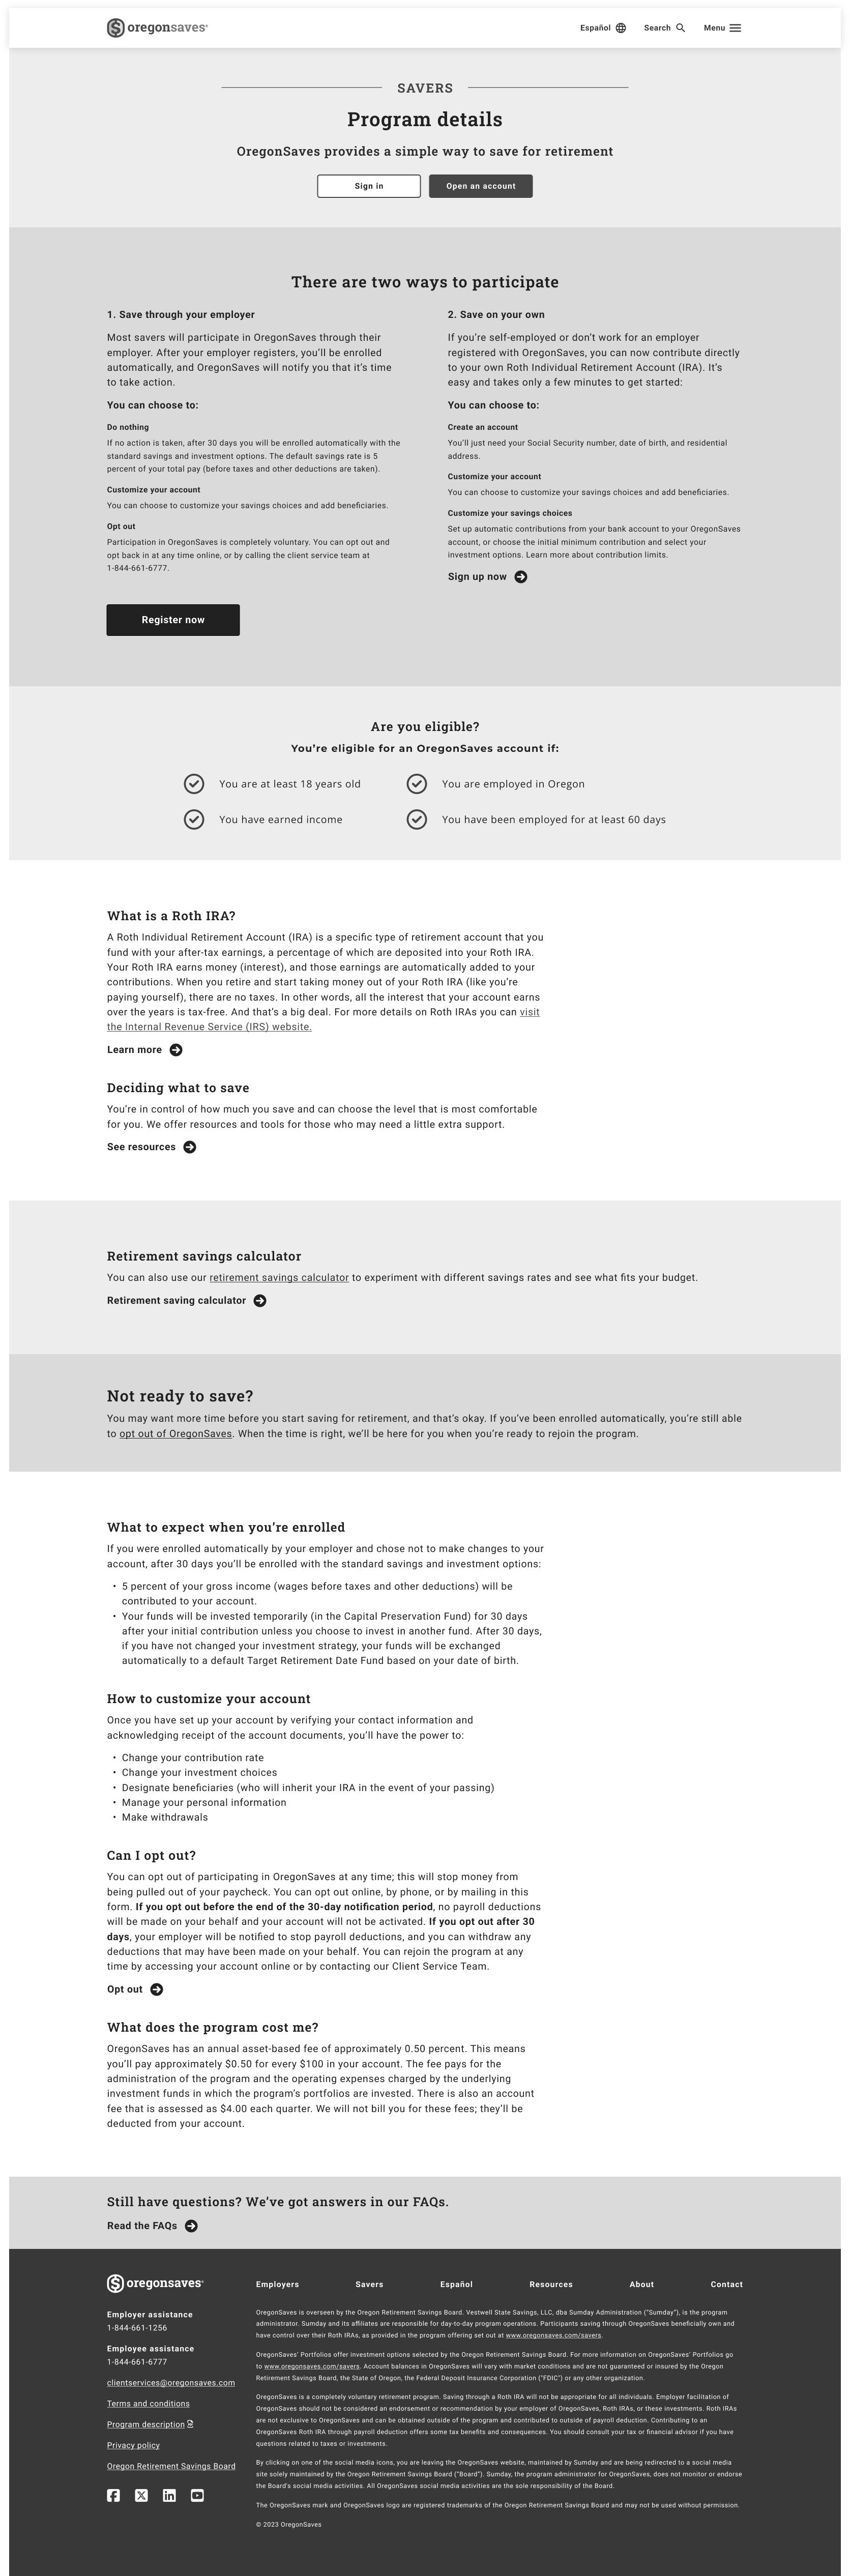 oregonsaves
Español
Search
Menu
SAVERS
Program details
OregonSaves provides a simple way to save for retirement
Sign in
Open an account
There are two ways to participate
1. Save through your employer
Most savers will participate in OregonSaves through their
employer. After your employer registers, you’ll be enrolled
automatically, and OregonSaves will notify you that it’s time
to take action.
You can choose to:
Do nothing
If no action is taken, after 30 days you will be enrolled automatically with the
standard savings and investment options. The default savings rate is 5
percent of your total pay (before taxes and other deductions are taken).
Customize your account
You can choose to customize your savings choices and add beneficiaries.
Opt out
Participation in OregonSaves is completely voluntary. You can opt out and
opt back in at any time online, or by calling the client service team at
1-844-661-6777.
Register now
2. Save on your own
If you’re self-employed or don’t work for an employer
registered with OregonSaves, you can now contribute directly
to your own Roth Individual Retirement Account (IRA). It’s
easy and takes only a few minutes to get started:
You can choose to:
Create an account
You’ll just need your Social Security number, date of birth, and residential
address.
Customize your account
You can choose to customize your savings choices and add beneficiaries.
Customize your savings choices
Set up automatic contributions from your bank account to your OregonSaves
account, or choose the initial minimum contribution and select your
investment options. Learn more about contribution limits.
Sign up now
Are you eligible?
You’re eligible for an OregonSaves account if:
You are at least 18 years old
You are employed in Oregon
You have earned income
You have been employed for at least 60 days
What is a Roth IRA?
A Roth Individual Retirement Account (IRA) is a specific type of retirement account that you
fund with your after-tax earnings, a percentage of which are deposited into your Roth IRA.
Your Roth IRA earns money (interest), and those earnings are automatically added to your
contributions. When you retire and start taking money out of your Roth IRA (like you’re
paying yourself), there are no taxes. In other words, all the interest that your account earns
over the years is tax-free. And that’s a big deal. For more details on Roth IRAs you can visit
the Internal Revenue Service (IRS) website.
Learn more
Deciding what to save
You’re in control of how much you save and can choose the level that is most comfortable
for you. We offer resources and tools for those who may need a little extra support.
See resources
Retirement savings calculator
You can also use our retirement savings calculator to experiment with different savings rates and see what fits your budget.
Retirement saving calculator
Not ready to save?
You may want more time before you start saving for retirement, and that’s okay. If you’ve been enrolled automatically, you’re still able
to opt out of OregonSaves. When the time is right, we’ll be here for you when you’re ready to rejoin the program.
What to expect when you’re enrolled
If you were enrolled automatically by your employer and chose not to make changes to your
account, after 30 days you’ll be enrolled with the standard savings and investment options:
• 5 percent of your gross income (wages before taxes and other deductions) will be
contributed to your account.
• Your funds will be invested temporarily (in the Capital Preservation Fund) for 30 days
after your initial contribution unless you choose to invest in another fund. After 30 days,
if you have not changed your investment strategy, your funds will be exchanged
automatically to a default Target Retirement Date Fund based on your date of birth.
How to customize your account
Once you have set up your account by verifying your contact information and
acknowledging receipt of the account documents, you’ll have the power to:
• Change your contribution rate
• Change your investment choices
• Designate beneficiaries (who will inherit your IRA in the event of your passing)
• Manage your personal information
• Make withdrawals
Can I opt out?
You can opt out of participating in OregonSaves at any time; this will stop money from
being pulled out of your paycheck. You can opt out online, by phone, or by mailing in this
form. If you opt out before the end of the 30-day notification period, no payroll deductions
will be made on your behalf and your account will not be activated. If you opt out after 30
days, your employer will be notified to stop payroll deductions, and you can withdraw any
deductions that may have been made on your behalf. You can rejoin the program at any
time by accessing your account online or by contacting our Client Service Team.
Opt out
What does the program cost me?
OregonSaves has an annual asset-based fee of approximately 0.50 percent. This means
you’ll pay approximately $0.50 for every $100 in your account. The fee pays for the
administration of the program and the operating expenses charged by the underlying
investment funds in which the program’s portfolios are invested. There is also an account
fee that is assessed as $4.00 each quarter. We will not bill you for these fees; they’ll be
deducted from your account.
Still have questions? We’ve got answers in our FAQs.
Read the FAQs
oregonsaves
Employer assistance
1-844-661-1256
Employee assistance
1-844-661-6777
clientservices@oregonsaves.com
Terms and conditions
Program description
Privacy policy
Oregon Retirement Savings Board
Employers
Savers
Español
Resources
About
Contact
OregonSaves is overseen by the Oregon Retirement Savings Board. Vestwell State Savings, LLC, dba Sumday Administration (“Sumday”), is the program
administrator. Sumday and its affiliates are responsible for day-to-day program operations. Participants saving through OregonSaves beneficially own and
have control over their Roth IRAs, as provided in the program offering set out at www.oregonsaves.com/savers.
OregonSaves’ Portfolios offer investment options selected by the Oregon Retirement Savings Board. For more information on OregonSaves’ Portfolios go
to www.oregonsaves.com/savers. Account balances in OregonSaves will vary with market conditions and are not guaranteed or insured by the Oregon
Retirement Savings Board, the State of Oregon, the Federal Deposit Insurance Corporation (“FDIC”) or any other organization.
OregonSaves is a completely voluntary retirement program. Saving through a Roth IRA will not be appropriate for all individuals. Employer facilitation of
OregonSaves should not be considered an endorsement or recommendation by your employer of OregonSaves, Roth IRAs, or these investments. Roth IRAs
are not exclusive to OregonSaves and can be obtained outside of the program and contributed to outside of payroll deduction. Contributing to an
OregonSaves Roth IRA through payroll deduction offers some tax benefits and consequences. You should consult your tax or financial advisor if you have
questions related to taxes or investments.
By clicking on one of the social media icons, you are leaving the OregonSaves website, maintained by Sumday and are being redirected to a social media
site solely maintained by the Oregon Retirement Savings Board (“Board”). Sumday, the program administrator for OregonSaves, does not monitor or endorse
the Board’s social media activities. All OregonSaves social media activities are the sole responsibility of the Board.
The OregonSaves mark and OregonSaves logo are registered trademarks of the Oregon Retirement Savings Board and may not be used without permission.
© 2023 OregonSaves